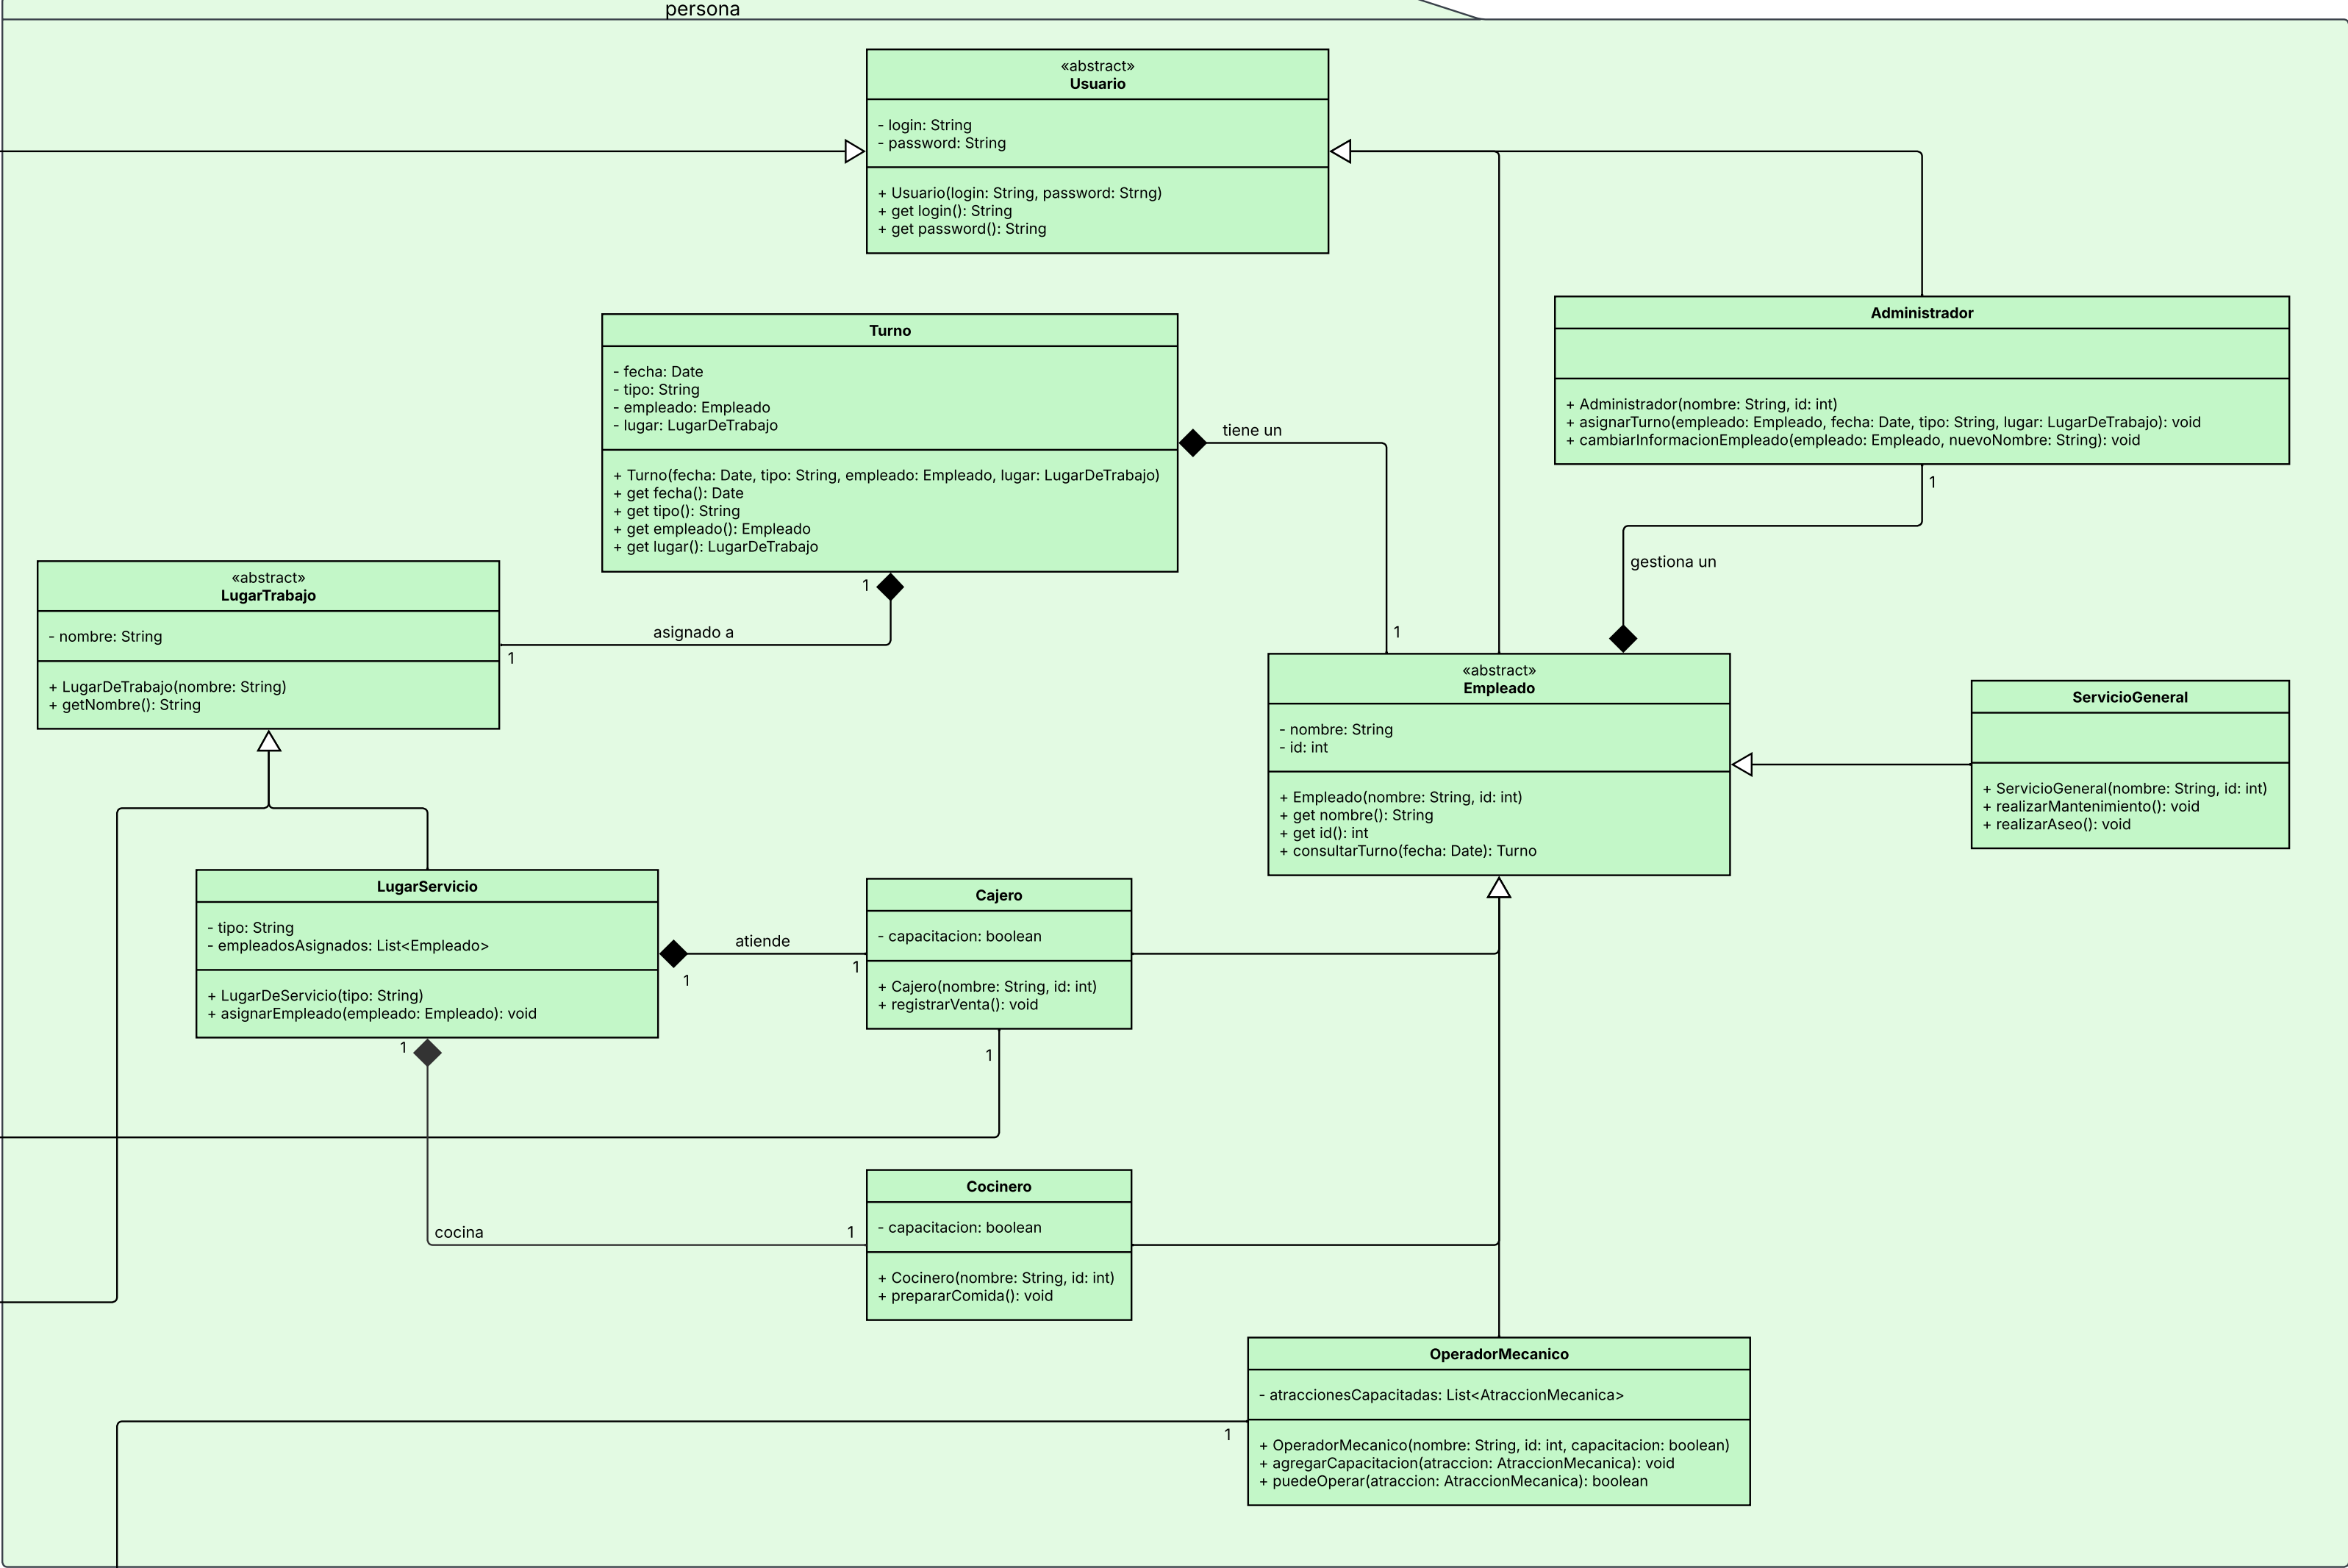 persona
«abstract»
Usuario
- login: String
- password: String
+ Usuario(login: String, password: Strng)
+ get login(): String
+ get password(): String
Turno
- fecha: Date
- tipo: String
- empleado: Empleado
- lugar: LugarDeTrabajo
+ Turno(fecha: Date, tipo: String, empleado: Empleado, lugar: LugarDeTrabajo)
+ get fecha(): Date
+ get tipo(): String
+ get empleado(): Empleado
+ get lugar(): LugarDeTrabajo
tiene un
1
Administrador
+ Administrador(nombre: String, id: int)
+ asignarTurno(empleado: Empleado, fecha: Date, tipo: String, lugar: LugarDeTrabajo): void
+ cambiarInformacionEmpleado(empleado: Empleado, nuevoNombre: String): void
1
gestiona un
«abstract»
LugarTrabajo
- nombre: String
+ LugarDeTrabajo(nombre: String)
+ getNombre(): String
1
asignado a
1
«abstract»
Empleado
- nombre: String
- id: int
+ Empleado(nombre: String, id: int)
+ get nombre(): String
+ get id(): int
+ consultarTurno(fecha: Date): Turno
ServicioGeneral
+ ServicioGeneral(nombre: String, id: int)
+ realizarMantenimiento(): void
+ realizarAseo(): void
LugarServicio
- tipo: String
- empleadosAsignados: List<Empleado>
+ LugarDeServicio(tipo: String)
+ asignarEmpleado(empleado: Empleado): void
atiende
1
1
Cajero
- capacitacion: boolean
+ Cajero(nombre: String, id: int)
+ registrarVenta(): void
1
1
cocina
1
Cocinero
- capacitacion: boolean
+ Cocinero(nombre: String, id: int)
+ prepararComida(): void
OperadorMecanico
- atraccionesCapacitadas: List<AtraccionMecanica>
+ OperadorMecanico(nombre: String, id: int, capacitacion: boolean)
+ agregarCapacitacion(atraccion: AtraccionMecanica): void
+ puedeOperar(atraccion: AtraccionMecanica): boolean
1